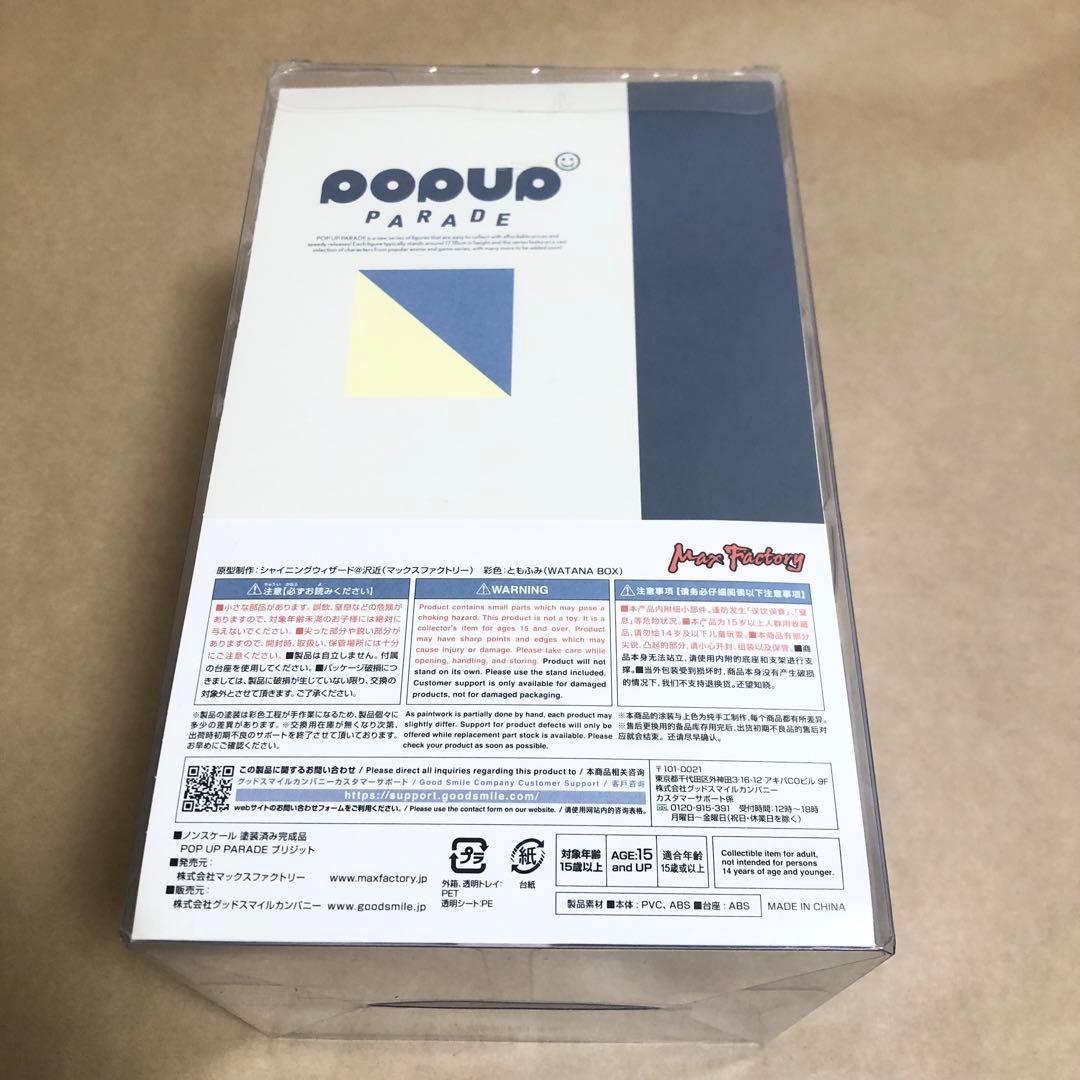 POPUP
PARADE
POP UP PARADE is a new series of figures that are easy to collect with affordable prices and
speedy releases! Each figure typically stands around 17-18cm in height and the series features a vast
selection of characters from popular anime and game series, with many more to be added soon!
Max Factory
原型制作：シャイニングウィザード@沢近（マックスファクトリー） 彩色：ともふみ（WATANA BOX）
⚠注意【必ずお読みください】
■小さな部品があります。誤飲、窒息などの危険が
ありますので、対象年齢未満のお子様には絶対に
与えないでください。■尖った部分や鋭い部分が
ありますので、開封時、取扱い、保管場所には十分
にご注意ください。■製品は自立しません。付属
の台座を使用してください。■パッケージ破損につ
きましては、製品に破損が生じていない限り、交換の
対象外とさせて頂きます。ご了承ください。
⚠WARNING
Product contains small parts which may pose a
choking hazard. This product is not a toy. It is a
collector's item for ages 15 and over. Product
may have sharp points and edges which may
cause injury or damage. Please take care while
opening, handling, and storing. Product will not
stand on its own. Please use the stand included.
Customer support is only available for damaged
products, not for damaged packaging.
⚠注意事项【请务必仔细阅读以下注意事项】
■本产品内附细小部件。谨防发生「误饮误食」、「窒
息」等危险状况。■本产品为15岁以上人群用收藏
品，请勿给14岁及以下儿童玩耍。■本商品有部分
尖锐、凸起的部分，请小心开封、组装以及保管。■商
品本身无法站立，请使用内附的底座和支架进行支
撑。■当外包装受到损坏时，商品本身没有产生破损
的情况下，我们不支持退换货。还望知晓。
※製品の塗装は彩色工程が手作業になるため、製品個々に
多少の差異があります。※交換用在庫が無くなり次第、
出荷時初期不良のサポートを終了させて頂いております。
お早めにご確認ください。
As paintwork is partially done by hand, each product may
slightly differ. Support for product defects will only be
offered while replacement part stock is available. Please
check your product as soon as possible.
※本商品的涂装与上色为纯手工制作，每个商品都有所差异。
※售后更换用的备品库存用完后，出货初期不良品的售后对
应就会结束。还请尽早确认。
この製品に関するお問い合わせ / Please direct all inquiries regarding this product to / 本商品相关咨询
グッドスマイルカンパニーカスタマーサポート / Good Smile Company Customer Support / 客户咨询
https://support.goodsmile.com/
webサイトのお問い合わせフォームをご利用ください。/ Please use the contact form on our website. / 请使用网站内的咨询表格。
〒101-0021
東京都千代田区外神田3-16-12 アキバCOビル 9F
株式会社グッドスマイルカンパニー
カスタマーサポート係
0120-915-391 受付時間：12時〜18時
月曜日〜金曜日（祝日・休業日を除く）
■ノンスケール 塗装済み完成品
POP UP PARADE ブリジット
■発売元：
株式会社マックスファクトリー www.maxfactory.jp
■販売元：
株式会社グッドスマイルカンパニー www.goodsmile.jp
プラ
外箱、透明トレイ：
PET
透明シート：PE
紙
台紙
対象年齢
15歳以上
AGE:15
and UP
适合年龄
15歳或以上
Collectible item for adult,
not intended for persons
14 years of age and younger.
製品素材 ■本体：PVC、ABS ■台座：ABS
MADE IN CHINA